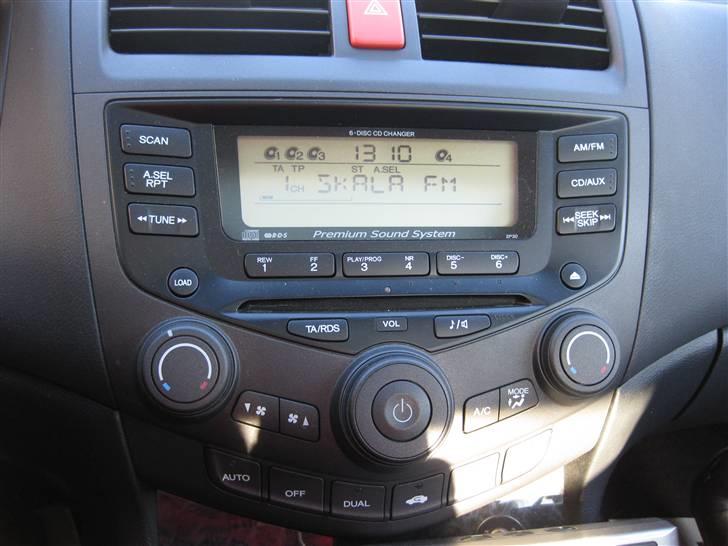 6-DISC CD CHANGER
SCAN
1 2 3 1310 4
AM/FM
TA TP ST A.SEL
A.SEL RPT
1CH SKALA FM
CD/AUX
◄◄ TUNE ►►
SEEK SKIP
RDS Premium Sound System
REW 1 FF 2 PLAY/PROG 3 NR 4 DISC- 5 DISC+ 6
LOAD
TA/RDS VOL
A/C MODE
AUTO OFF DUAL